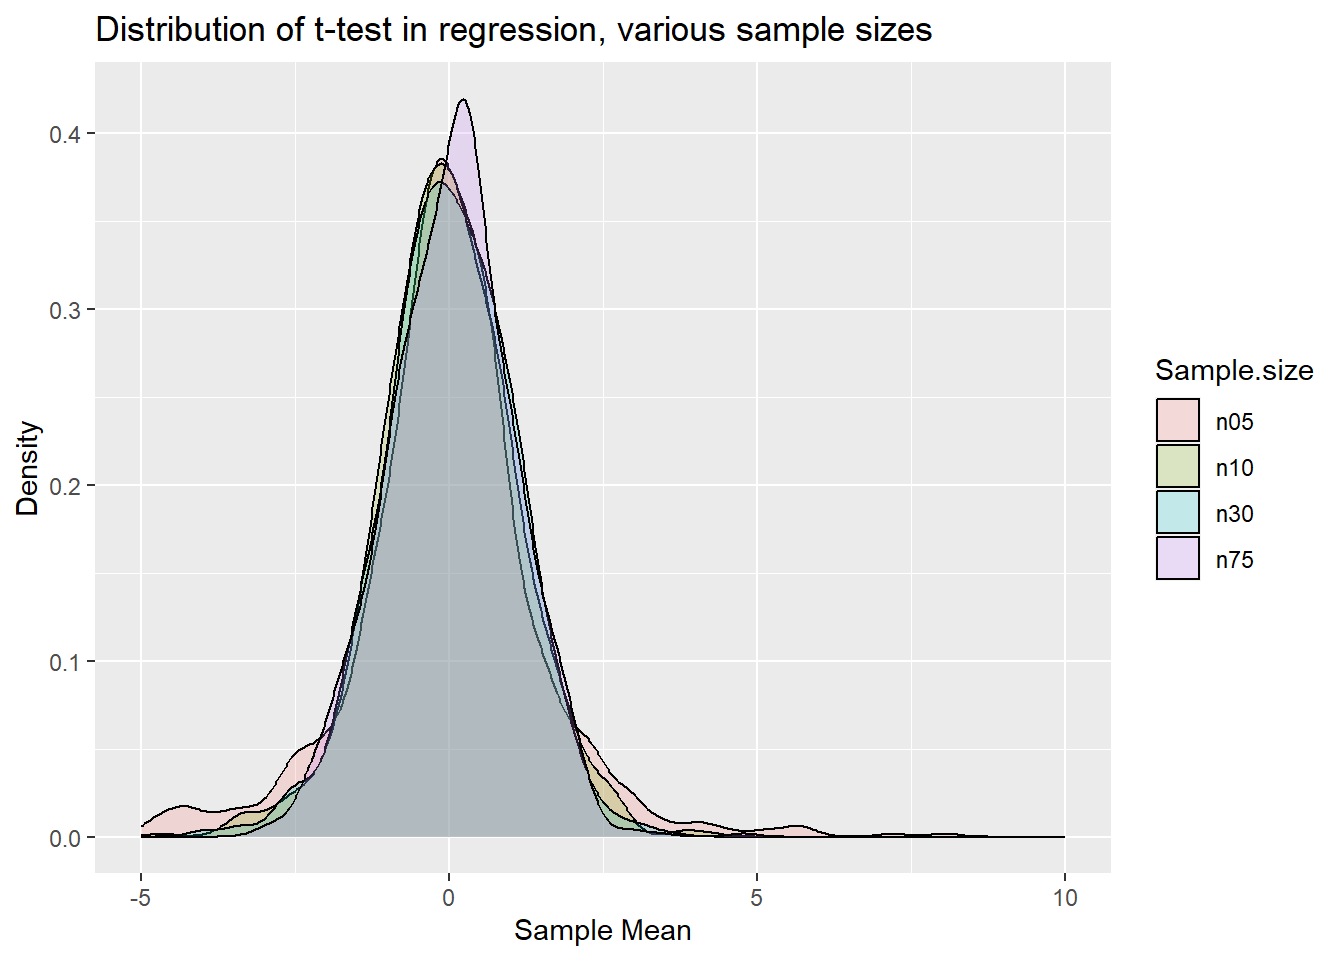 Distribution of t-test in regression, various sample sizes
0.4
0.3
0.2
0.1
0.0
Density
-5
0
5
10
Sample Mean
Sample.size
n05
n10
n30
n75